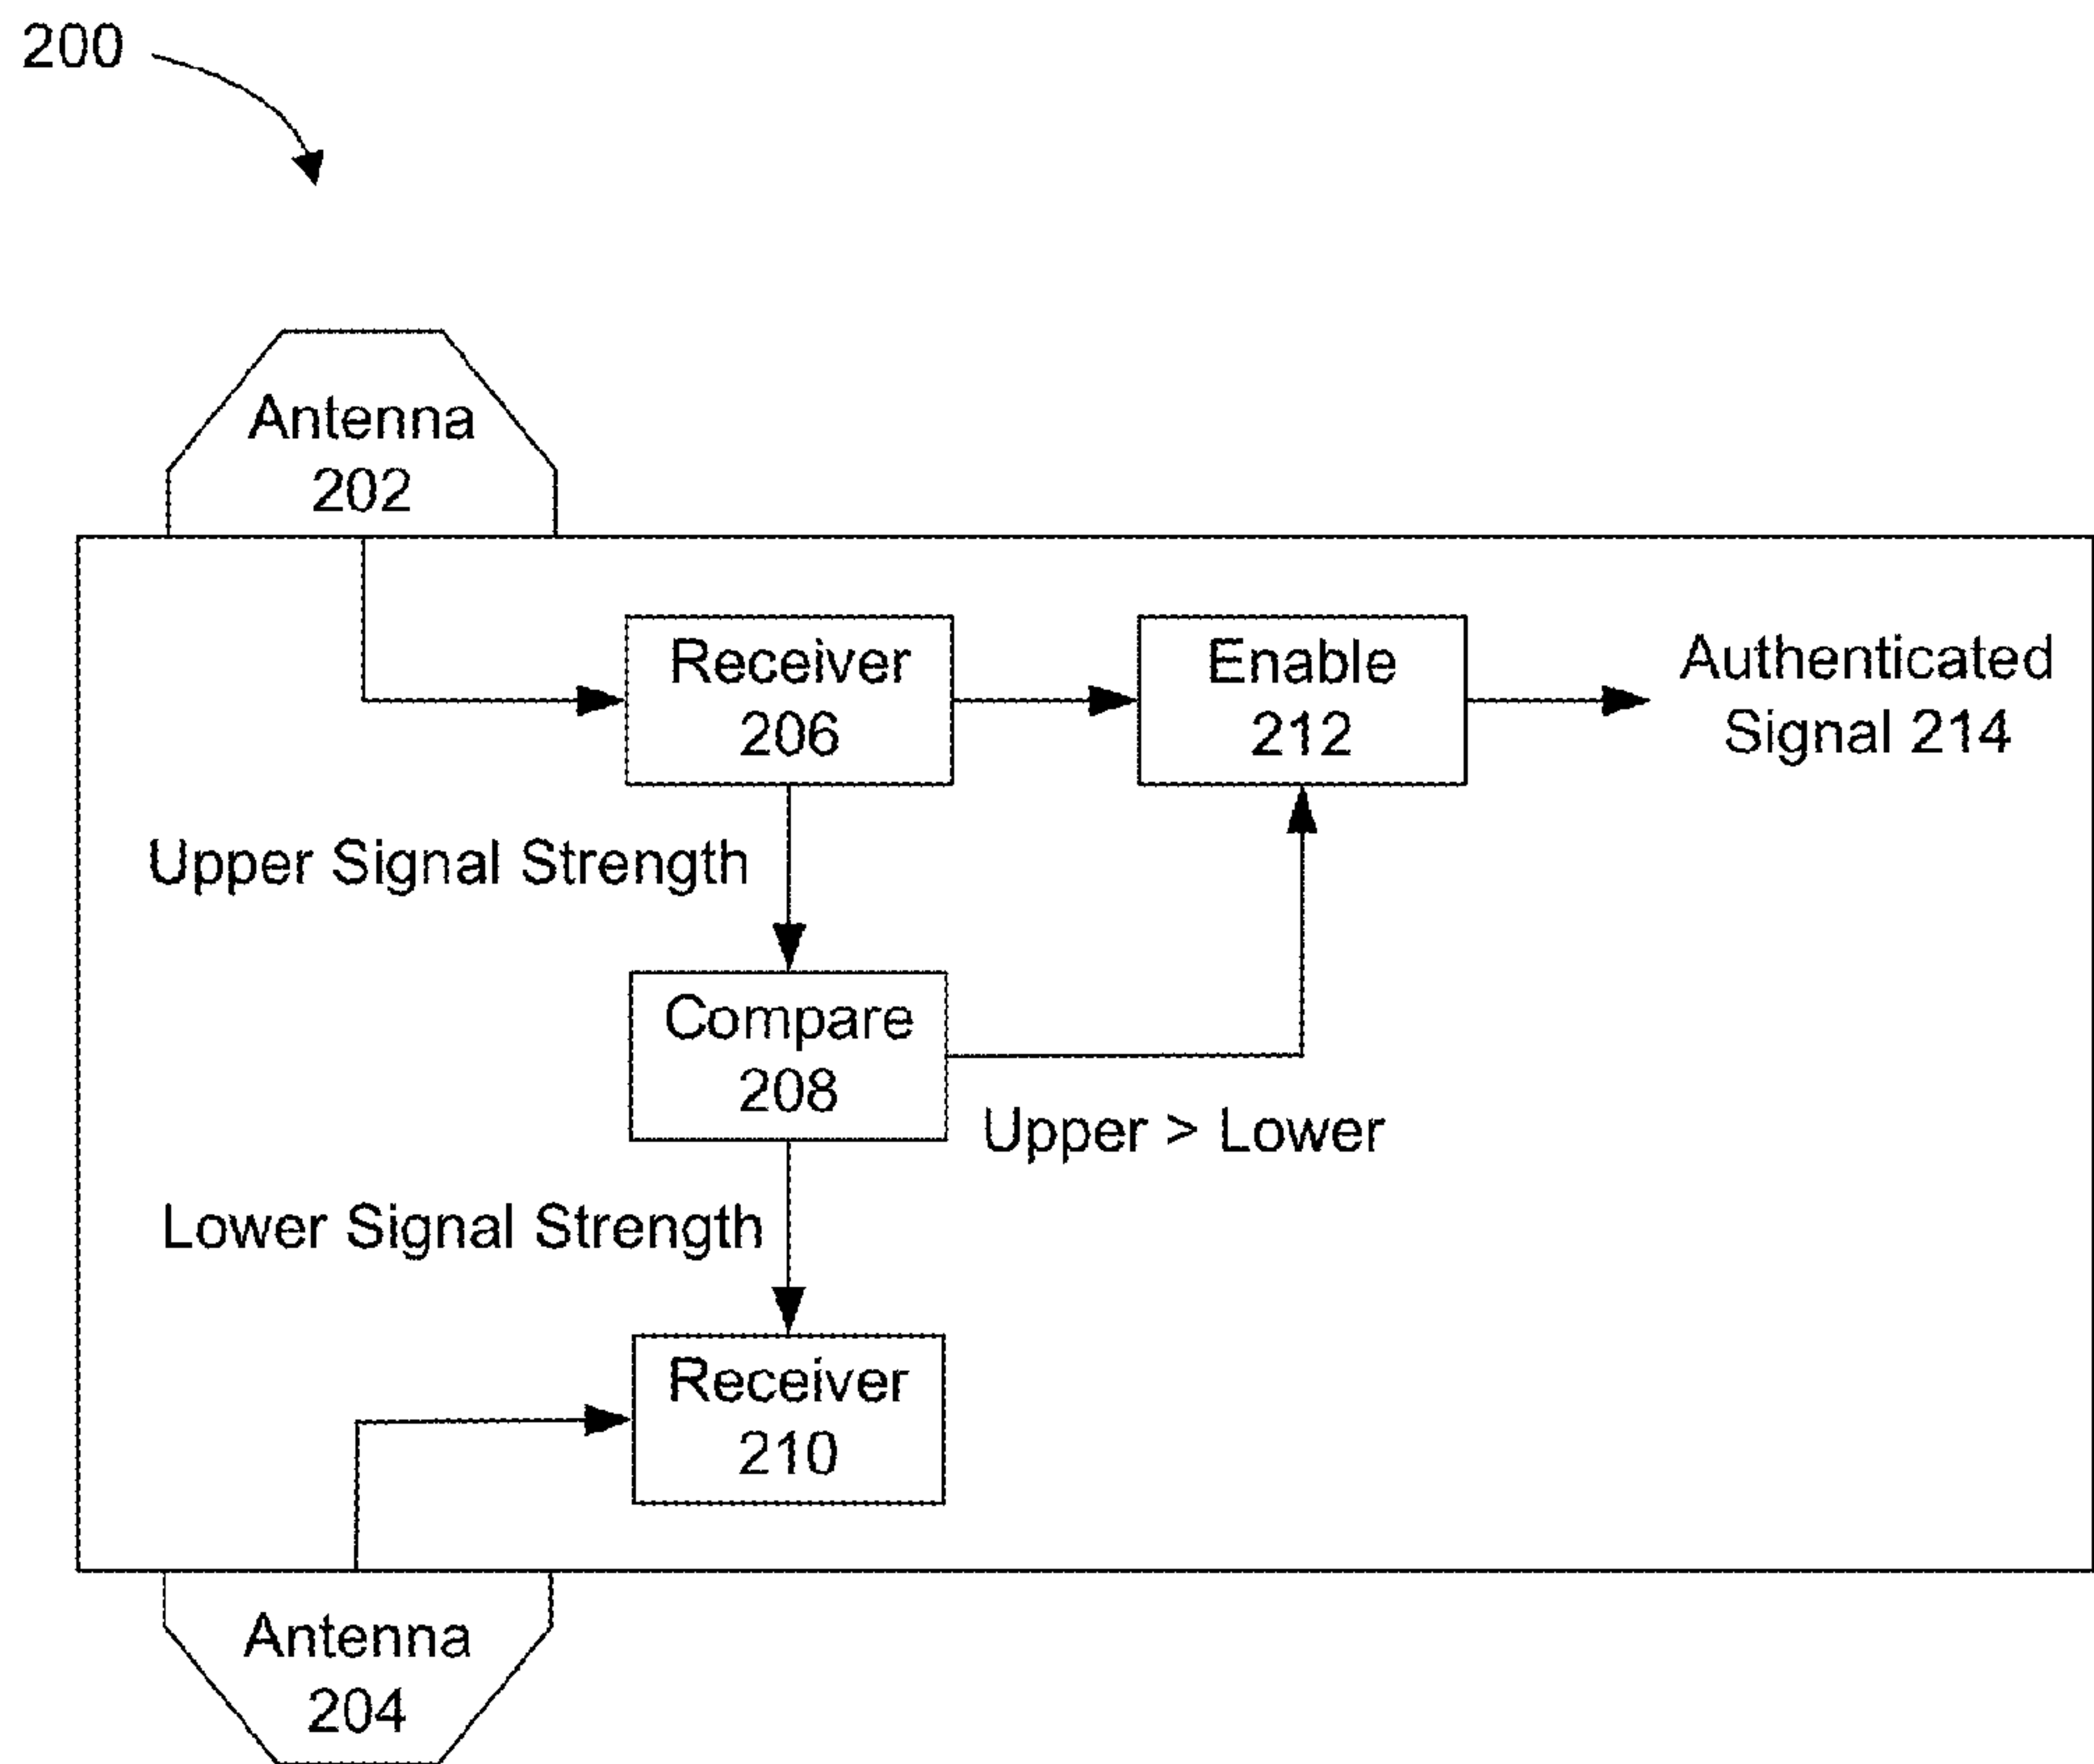 200
Antenna
202
Receiver
206
Enable
212
Authenticated
Signal 214
Upper Signal Strength
Compare
208
Upper > Lower
Lower Signal Strength
Receiver
210
Antenna
204